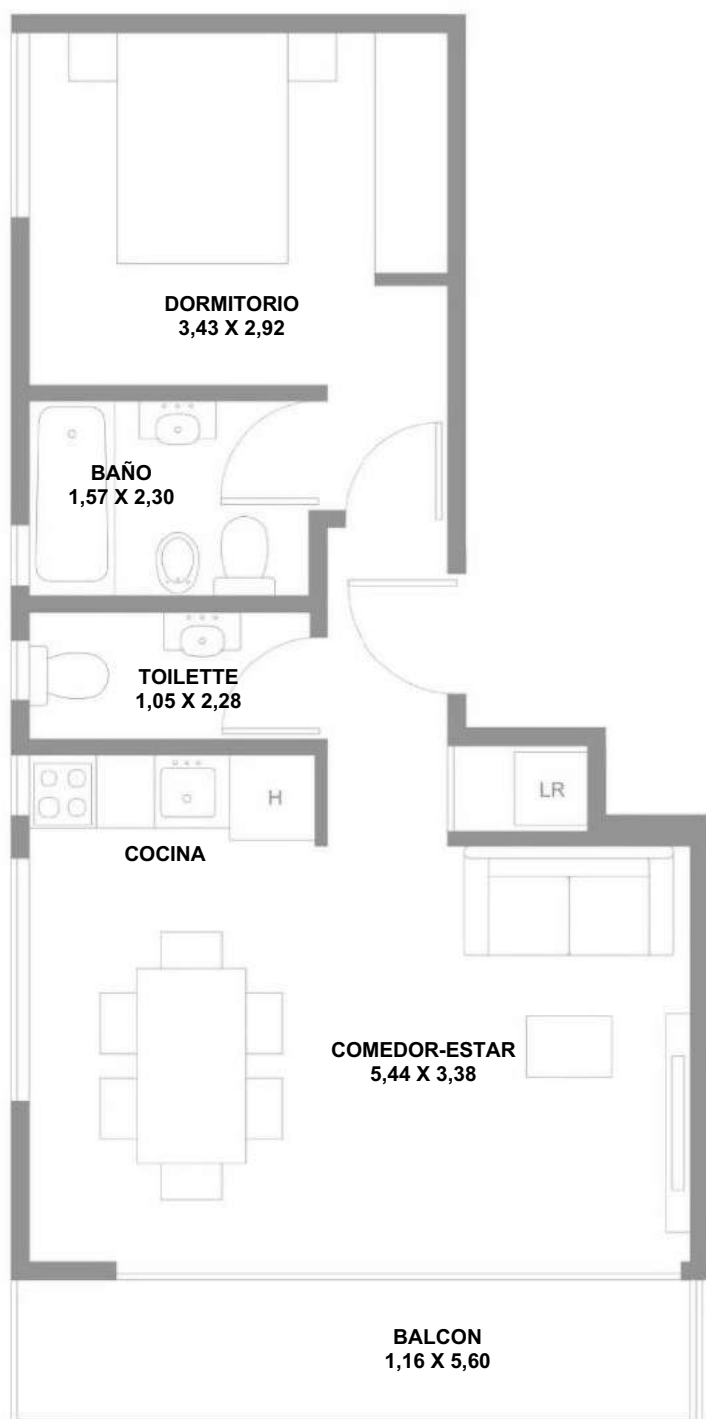 DORMITORIO
3,43 X 2,92
BAÑO
1,57 X 2,30
TOILETTE
1,05 X 2,28
H
LR
COCINA
COMEDOR-ESTAR
5,44 X 3,38
BALCON
1,16 X 5,60